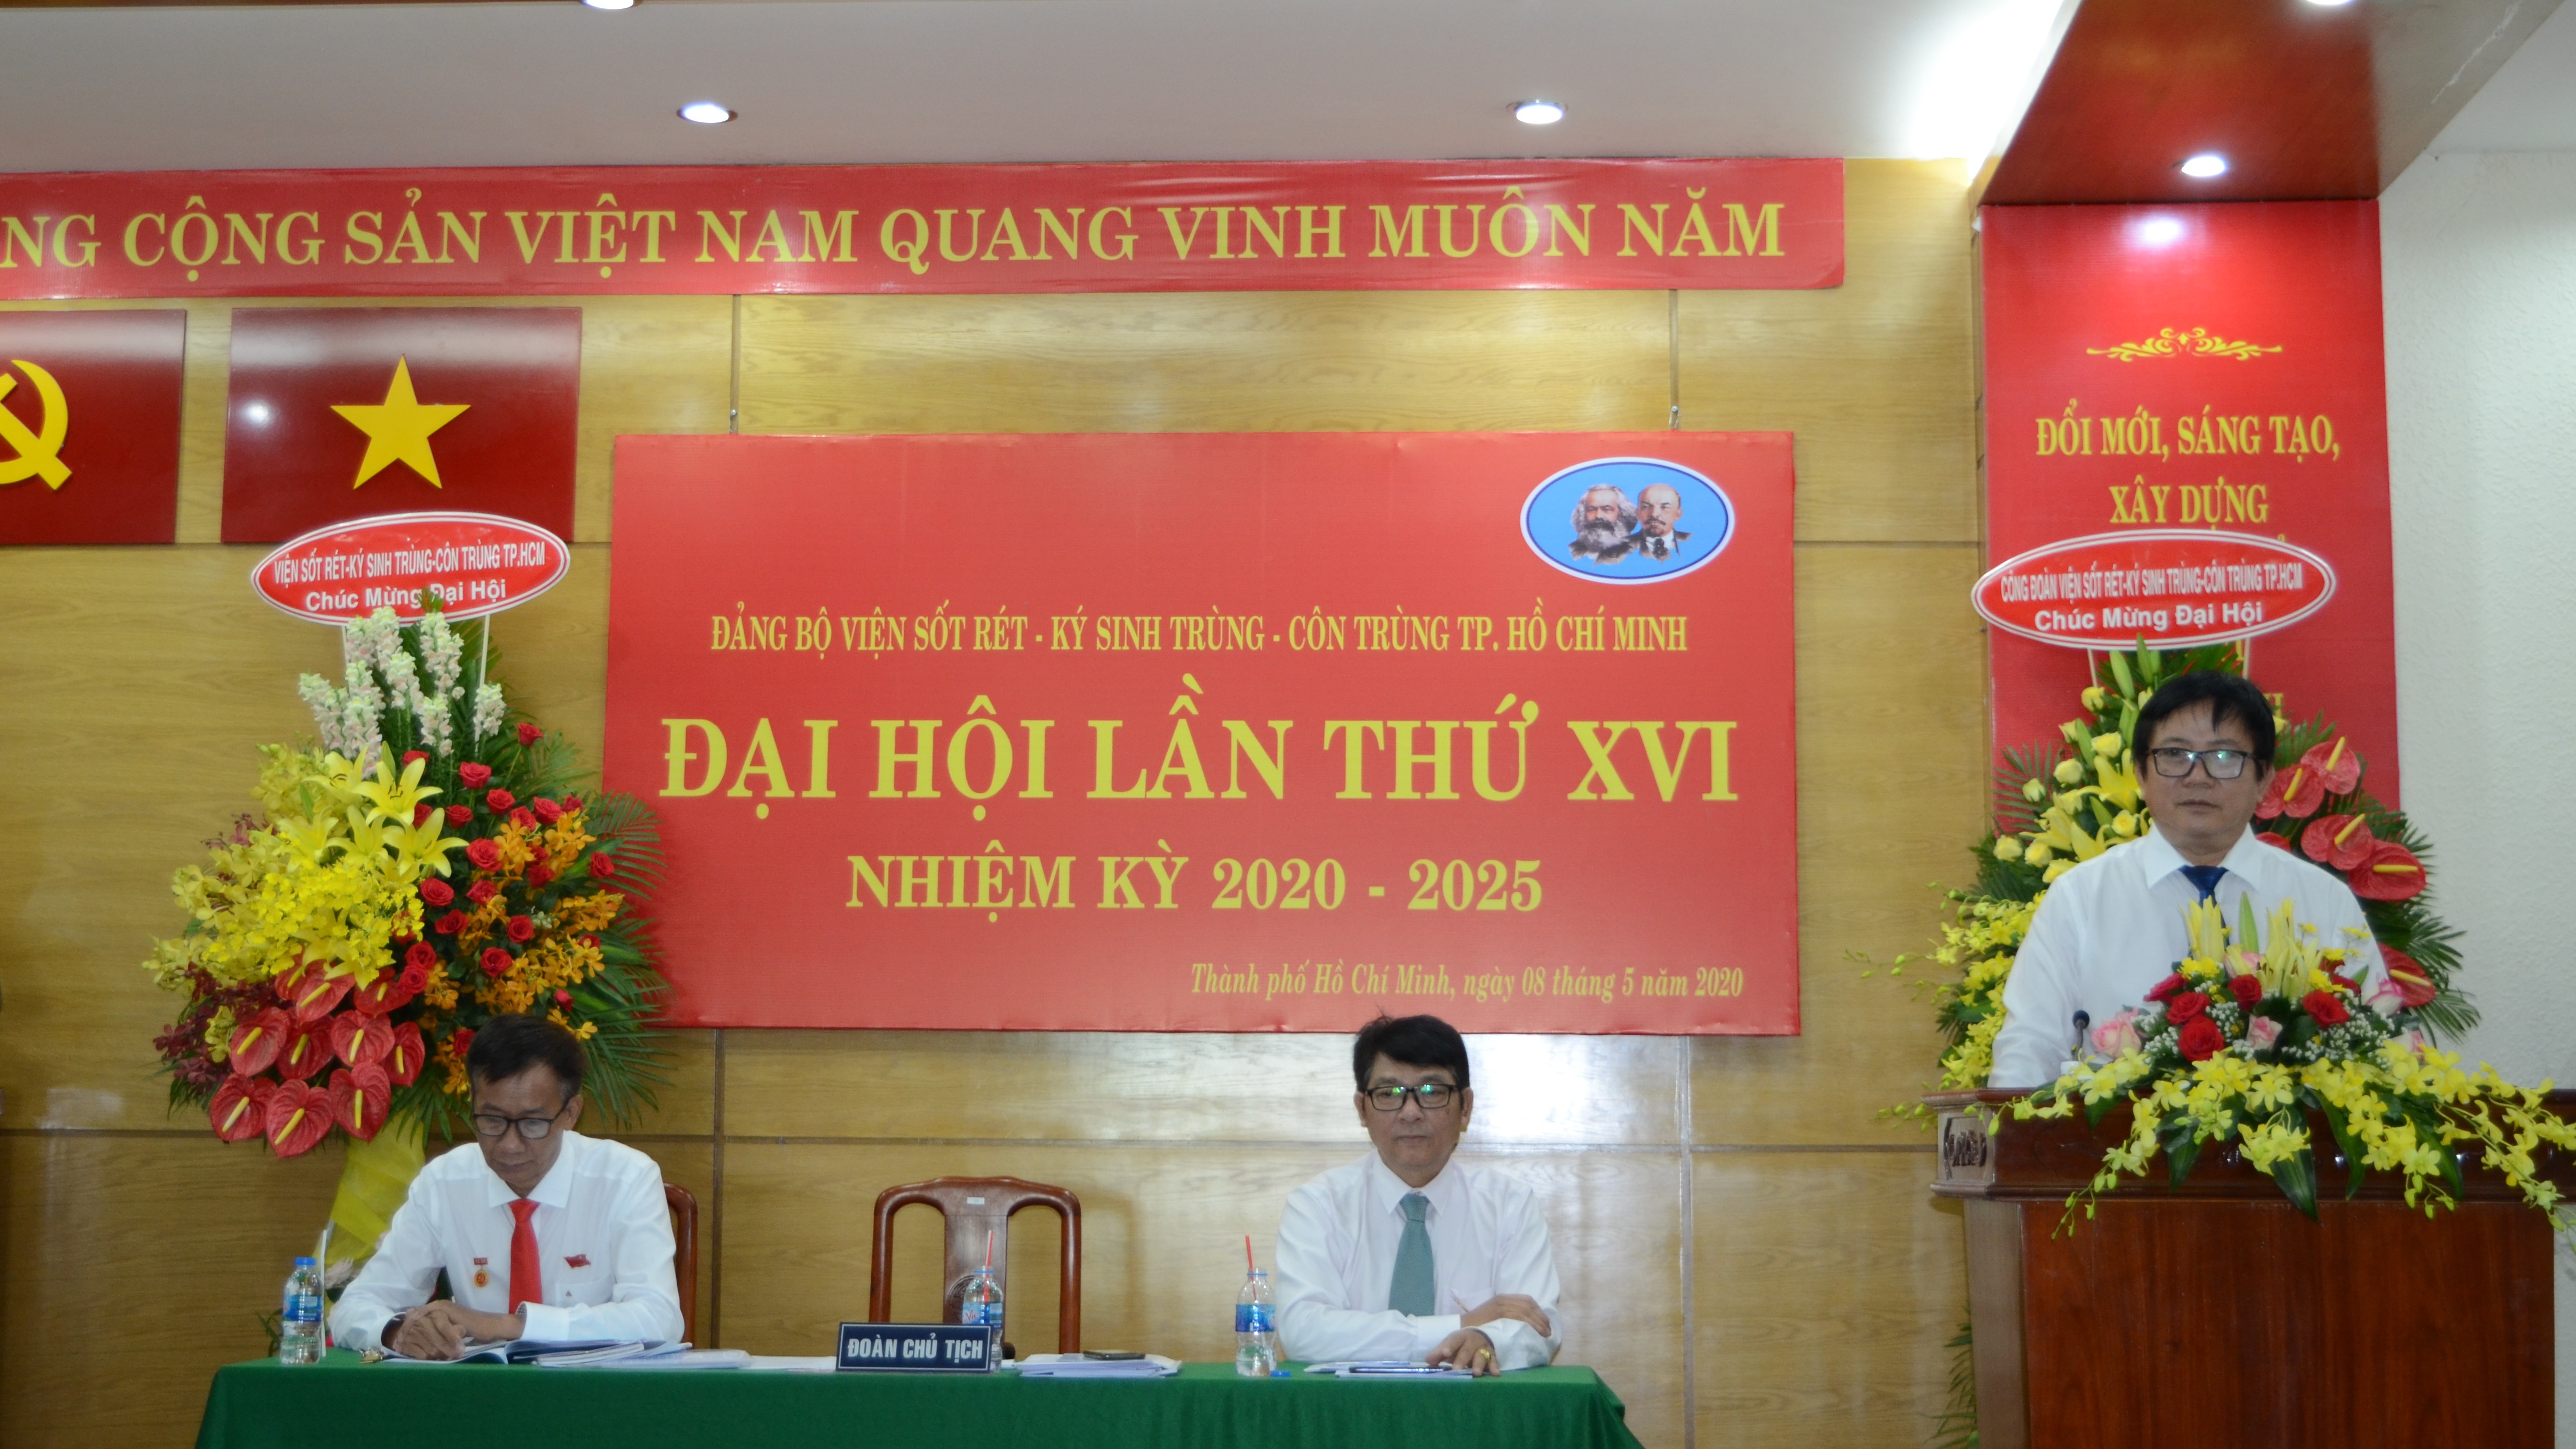 NG CỘNG SẢN VIỆT NAM QUANG VINH MUÔN NĂM
ĐỔI MỚI, SÁNG TẠO,
XÂY DỰNG
VIỆN SỐT RÉT-KÝ SINH TRÙNG-CÔN TRÙNG TP.HCM
Chúc Mừng Đại Hội
CÔNG ĐOÀN VIỆN SỐT RÉT-KÝ SINH TRÙNG-CÔN TRÙNG TP.HCM
Chúc Mừng Đại Hội
ĐẢNG BỘ VIỆN SỐT RÉT - KÝ SINH TRÙNG - CÔN TRÙNG TP. HỒ CHÍ MINH
ĐẠI HỘI LẦN THỨ XVI
NHIỆM KỲ 2020 - 2025
Thành phố Hồ Chí Minh, ngày 08 tháng 5 năm 2020
ĐOÀN CHỦ TỊCH